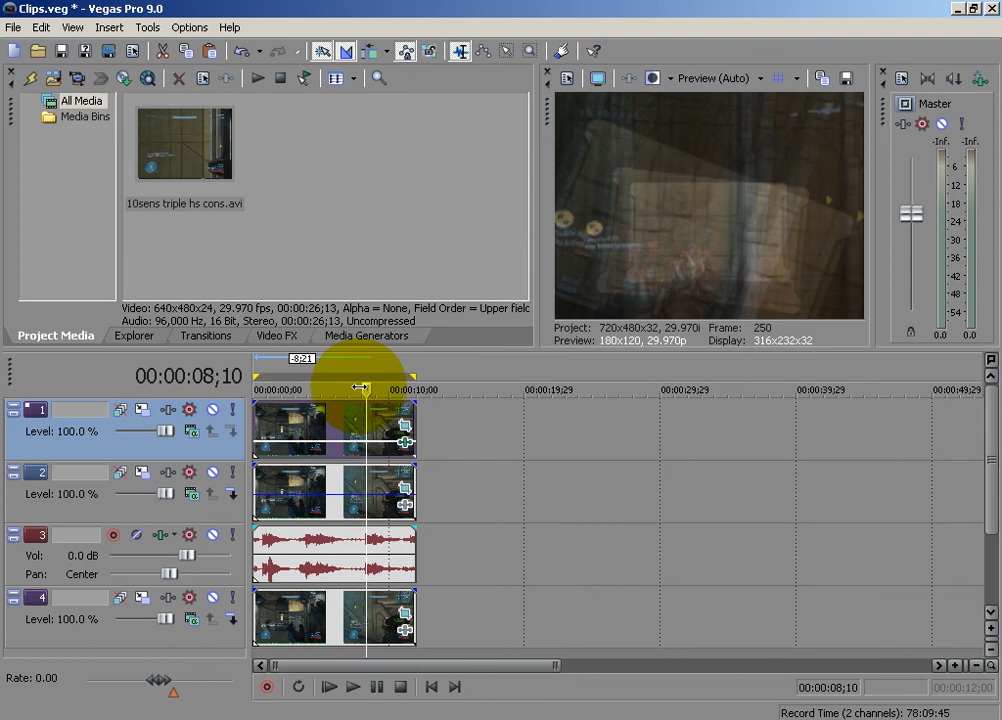 Clips.veg * - Vegas Pro 9.0
File Edit View Insert Tools Options Help
Preview (Auto)
All Media
Media Bins
10sens triple hs cons.avi
Video: 640x480x24, 29.970 fps, 00:00:26;13, Alpha = None, Field Order = Upper field
Audio: 96,000 Hz, 16 Bit, Stereo, 00:00:26;13, Uncompressed
Project Media Explorer Transitions Video FX Media Generators
Project: 720x480x32, 29.970i Frame: 250
Preview: 180x120, 29.970p Display: 316x232x32
Master
-Inf. -Inf.
6
12
18
24
30
36
42
48
54
0.0 0.0
-8;21
00:00:08;10
00:00:00;00 00:00:10;00 00:00:19;29 00:00:29;29 00:00:39;29 00:00:49;29
1
Level: 100.0 %
2
Level: 100.0 %
3
Vol: 0.0 dB
Pan: Center
4
Level: 100.0 %
Rate: 0.00
00:00:08;10 00:00:12;00
Record Time (2 channels): 78:09:45